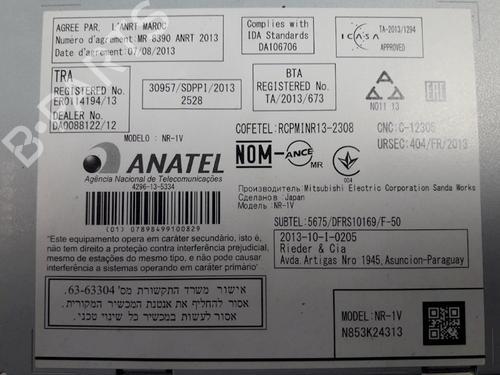 AGREE PAR L'ANRT MAROC
Numéro d'agrément: MR 8390 ANRT 2013
Date d'agrément: 07/08/2013
Complies with
IDA Standards
DA106706
ICASA
TA-2013/1294
APPROVED
TRA
REGISTERED No:
ER0114194/13
DEALER No:
DA0088122/12
30957/SDPPI/2013
2528
BTA
REGISTERED No:
TA/2013/673
N011 13
EAC
MODELO : NR-1V
COFETEL: RCPMINR13-2308
CNC: C-12305
URSEC: 404/FR/2013
ANATEL
Agência Nacional de Telecomunicações
4296-13-5334
NOM-
ANCE
MR
004
Производитель: Mitsubishi Electric Corporation Sanda Works
Сделано в: Japan
Модель: NR-1V
(01) 07898499100829
SUBTEL: 5675/DFRS10169/F-50
"Este equipamento opera em caráter secundário, isto é,
não tem direito a proteção contra interferência prejudicial,
mesmo de estações do mesmo tipo, e não pode causar
interferência a sistemas operando em caráter primário."
2013-10-I-0205
Rieder & Cia
Avda. Artigas Nro 1945, Asuncion-Paraguay
אישור משרד התקשורת מס' 63-63304
אסור להחליף את אנטנת המכשיר המקורית.
אסור לעשות במכשיר כל שינוי טכני.
MODEL: NR-1V
N853K24313
B-PARTS